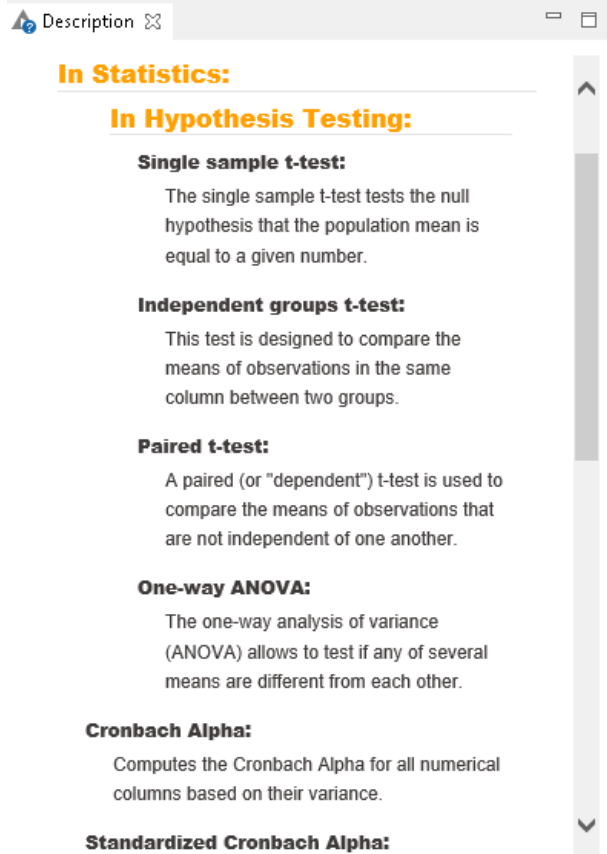 Description
In Statistics:
In Hypothesis Testing:
Single sample t-test:
The single sample t-test tests the null
hypothesis that the population mean is
equal to a given number.
Independent groups t-test:
This test is designed to compare the
means of observations in the same
column between two groups.
Paired t-test:
A paired (or "dependent") t-test is used to
compare the means of observations that
are not independent of one another.
One-way ANOVA:
The one-way analysis of variance
(ANOVA) allows to test if any of several
means are different from each other.
Cronbach Alpha:
Computes the Cronbach Alpha for all numerical
columns based on their variance.
Standardized Cronbach Alpha: